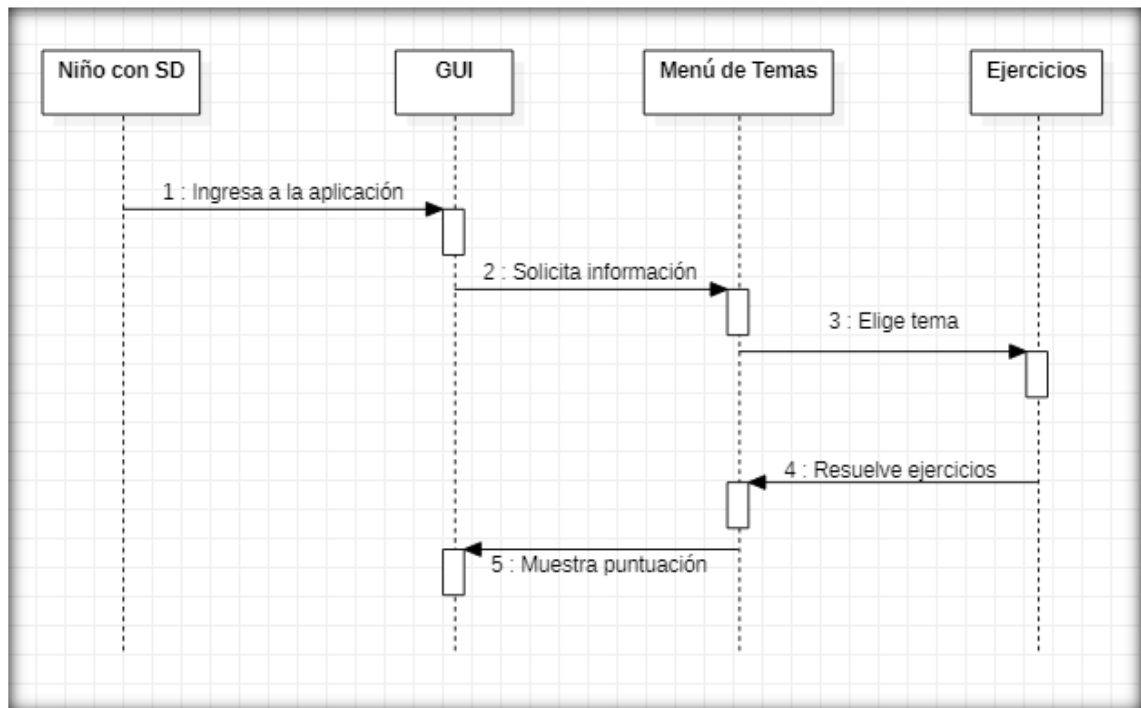 Niño con SD
GUI
Menú de Temas
Ejercicios
1 : Ingresa a la aplicación
2 : Solicita información
3 : Elige tema
4 : Resuelve ejercicios
5 : Muestra puntuación